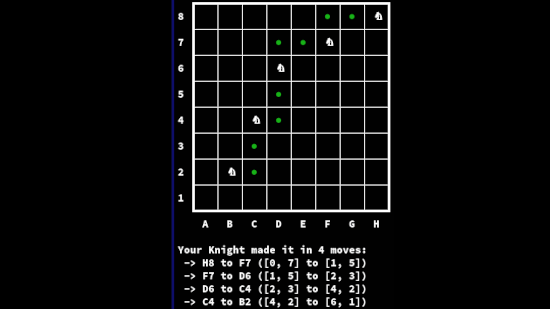 8
7
6
5
4
3
2
1
A B C D E F G H
Your Knight made it in 4 moves:
-> H8 to F7 ([0, 7] to [1, 5])
-> F7 to D6 ([1, 5] to [2, 3])
-> D6 to C4 ([2, 3] to [4, 2])
-> C4 to B2 ([4, 2] to [6, 1])